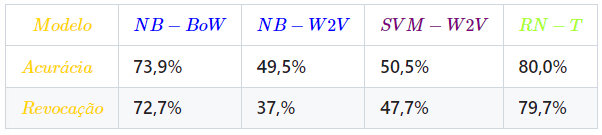 Modelo NB − BoW NB − W2V SVM − W2V RN − T
Acurácia 73,9% 49,5% 50,5% 80,0%
Revocação 72,7% 37,% 47,7% 79,7%